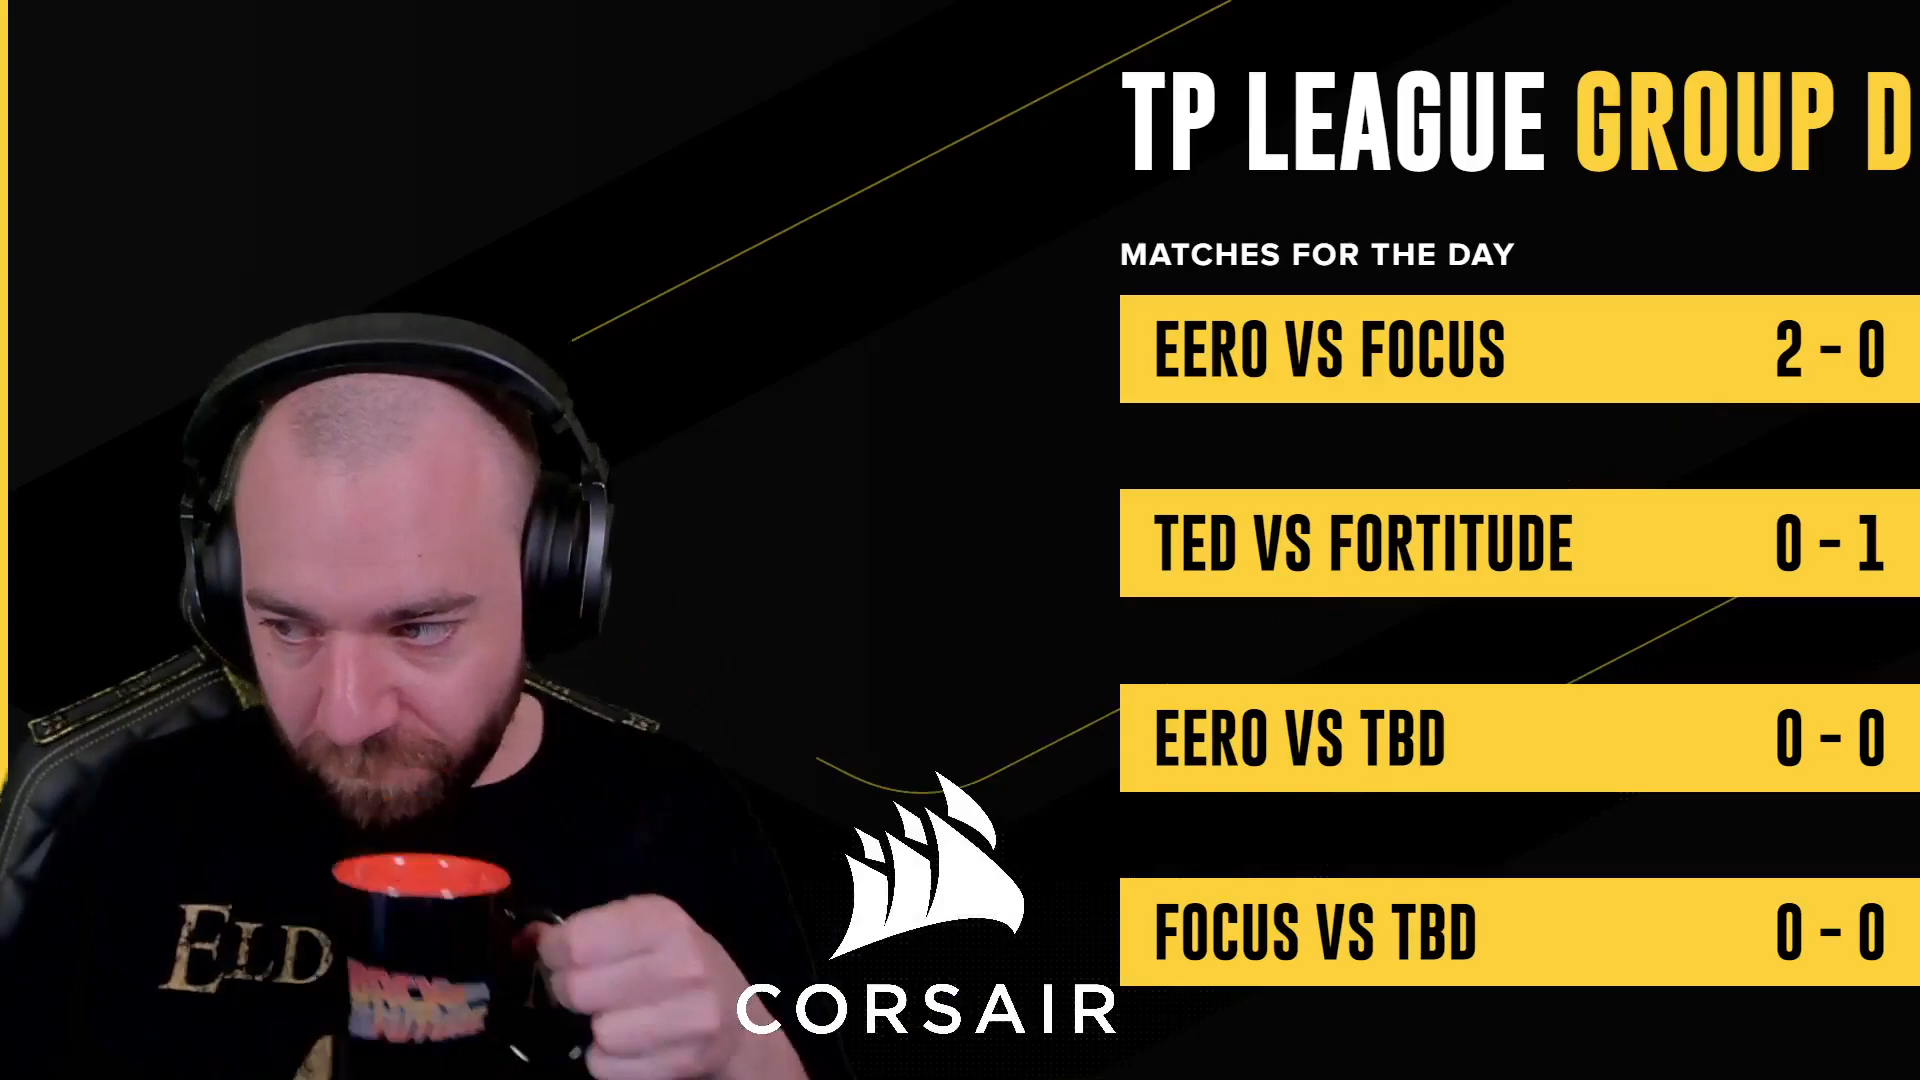 TP LEAGUE GROUP D
MATCHES FOR THE DAY
EERO VS FOCUS 2 - 0
TED VS FORTITUDE 0 - 1
EERO VS TBD 0 - 0
FOCUS VS TBD 0 - 0
ELD
CORSAIR